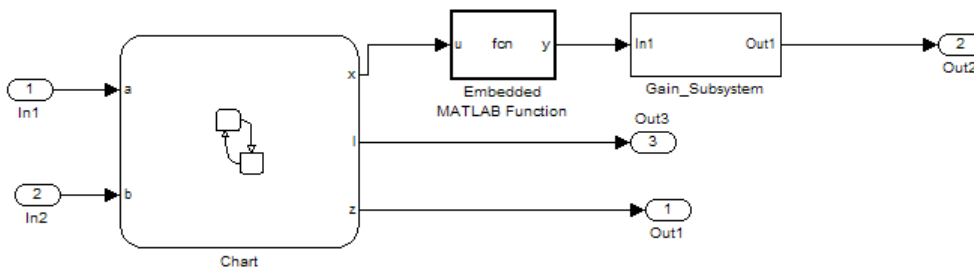 u fcn y
In1 Out1
2
Out2
Embedded
MATLAB Function
Gain_Subsystem
x
1
In1
a
Out3
3
l
2
In2
b
z
1
Out1
Chart